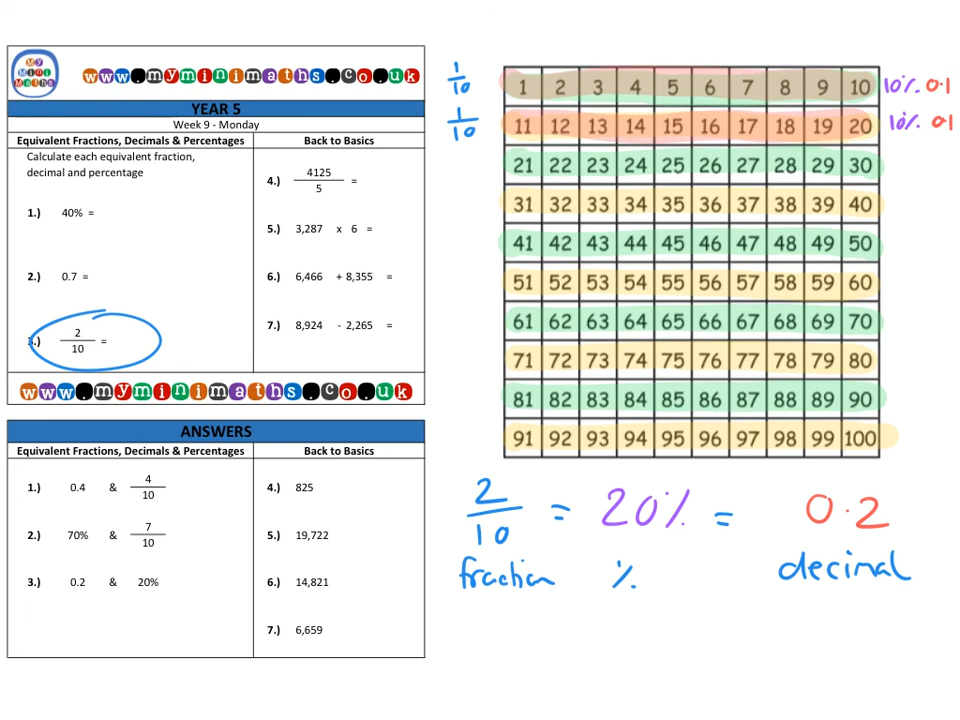 My
Mini
Maths
www.myminimaths.co.uk
YEAR 5
Week 9 - Monday
Equivalent Fractions, Decimals & Percentages
Back to Basics
Calculate each equivalent fraction,
decimal and percentage
1.) 40% =
2.) 0.7 =
3.) 2/10 =
4.) 4125/5 =
5.) 3,287 x 6 =
6.) 6,466 + 8,355 =
7.) 8,924 - 2,265 =
www.myminimaths.co.uk
ANSWERS
Equivalent Fractions, Decimals & Percentages
Back to Basics
1.) 0.4 & 4/10
2.) 70% & 7/10
3.) 0.2 & 20%
4.) 825
5.) 19,722
6.) 14,821
7.) 6,659
1/10 1 2 3 4 5 6 7 8 9 10 10% 0.1
1/10 11 12 13 14 15 16 17 18 19 20 10% 0.1
21 22 23 24 25 26 27 28 29 30
31 32 33 34 35 36 37 38 39 40
41 42 43 44 45 46 47 48 49 50
51 52 53 54 55 56 57 58 59 60
61 62 63 64 65 66 67 68 69 70
71 72 73 74 75 76 77 78 79 80
81 82 83 84 85 86 87 88 89 90
91 92 93 94 95 96 97 98 99 100
2/10 = 20% = 0.2
fraction % decimal